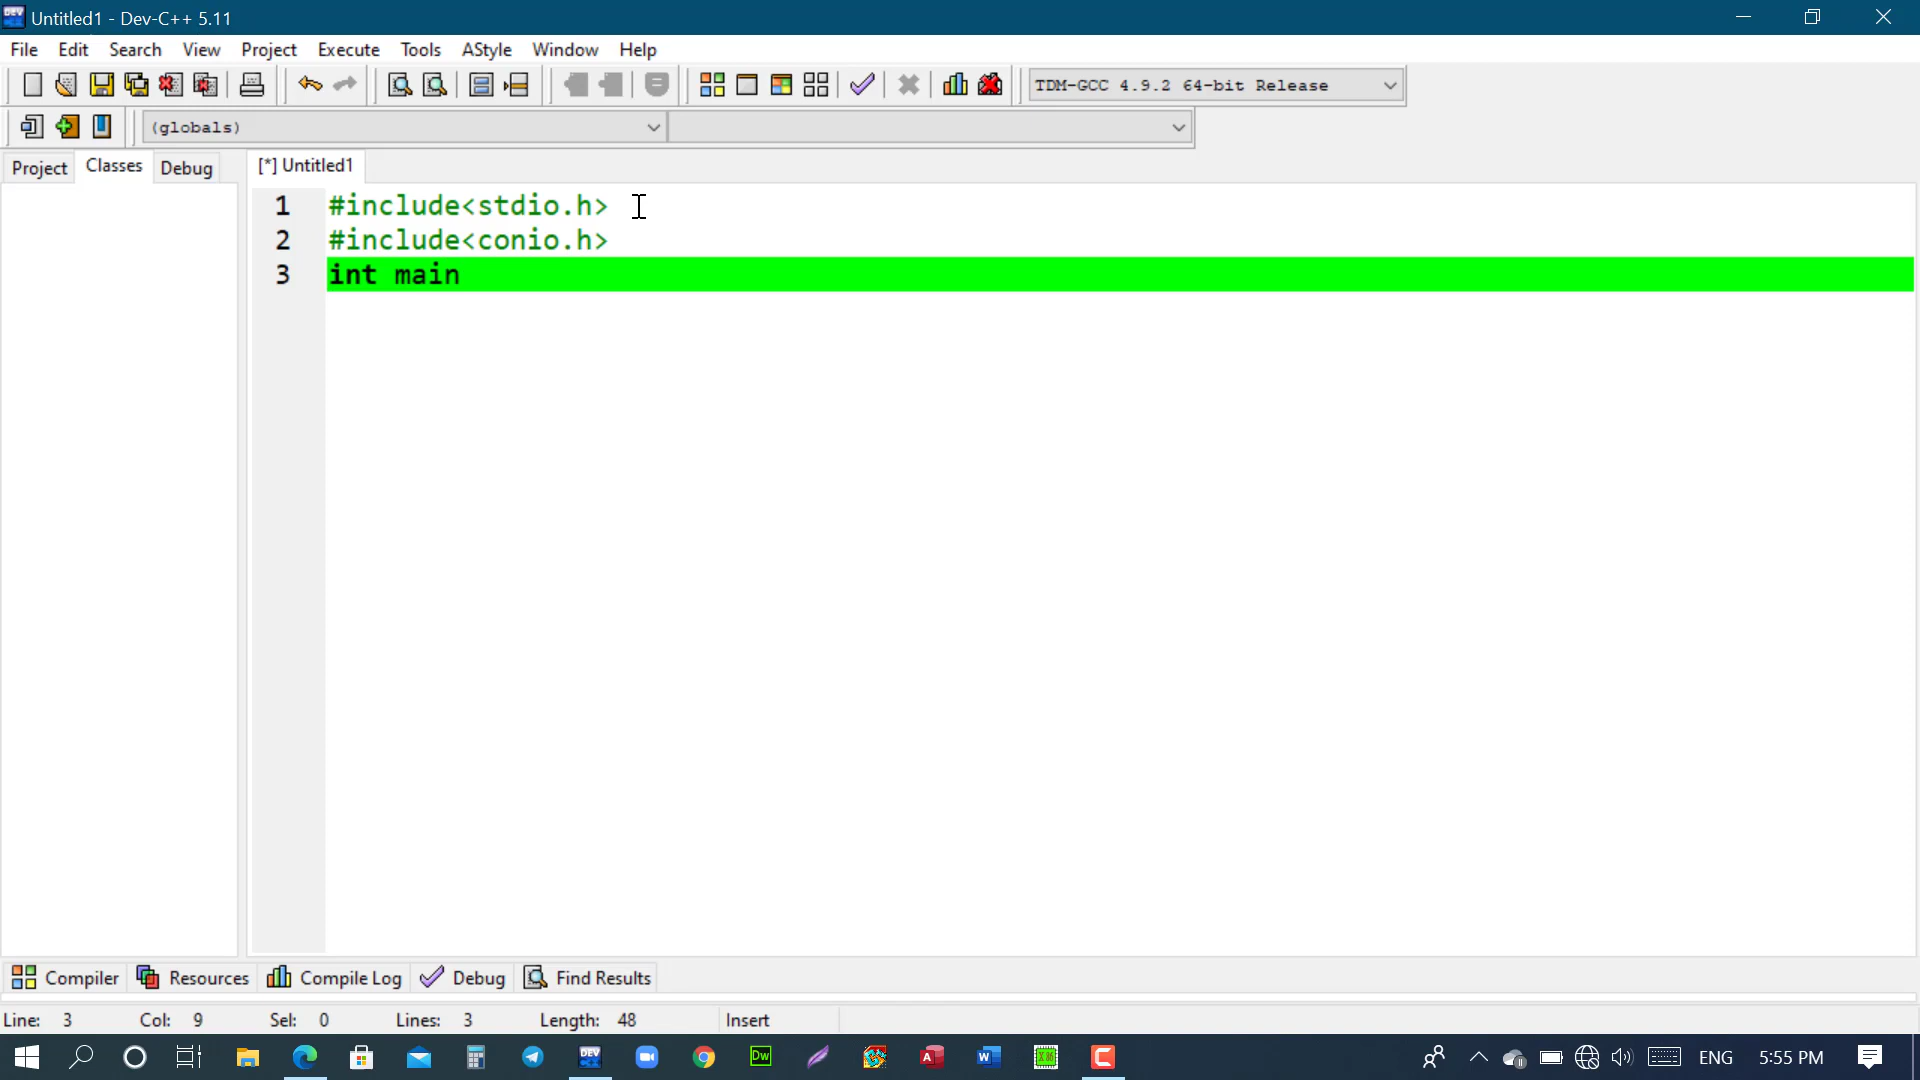 Untitled1 - Dev-C++ 5.11
File Edit Search View Project Execute Tools AStyle Window Help
TDM-GCC 4.9.2 64-bit Release
(globals)
Project Classes Debug
[*] Untitled1
1 #include<stdio.h>
2 #include<conio.h>
3 int main
Compiler Resources Compile Log Debug Find Results
Line: 3 Col: 9 Sel: 0 Lines: 3 Length: 48 Insert
DEV Dw A W X86 C ENG 5:55 PM